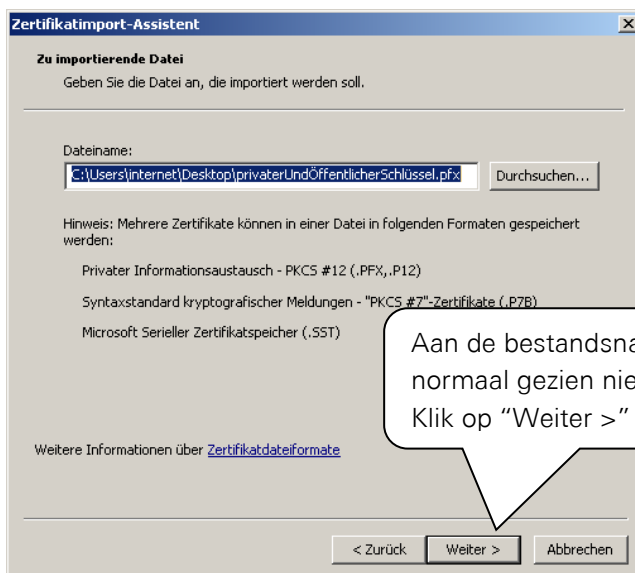 Zertifikatimport-Assistent
Zu importierende Datei
Geben Sie die Datei an, die importiert werden soll.
Dateiname:
C:\Users\internet\Desktop\privaterUndÖffentlicherSchlüssel.pfx
Durchsuchen...
Hinweis: Mehrere Zertifikate können in einer Datei in folgenden Formaten gespeichert
werden:
Privater Informationsaustausch - PKCS #12 (.PFX,.P12)
Syntaxstandard kryptografischer Meldungen - "PKCS #7"-Zertifikate (.P7B)
Microsoft Serieller Zertifikatspeicher (.SST)
Aan de
normaal gezien
Klik op “Weiter >”
Weitere Informationen über Zertifikatdateiformate
< Zurück Weiter > Abbrechen